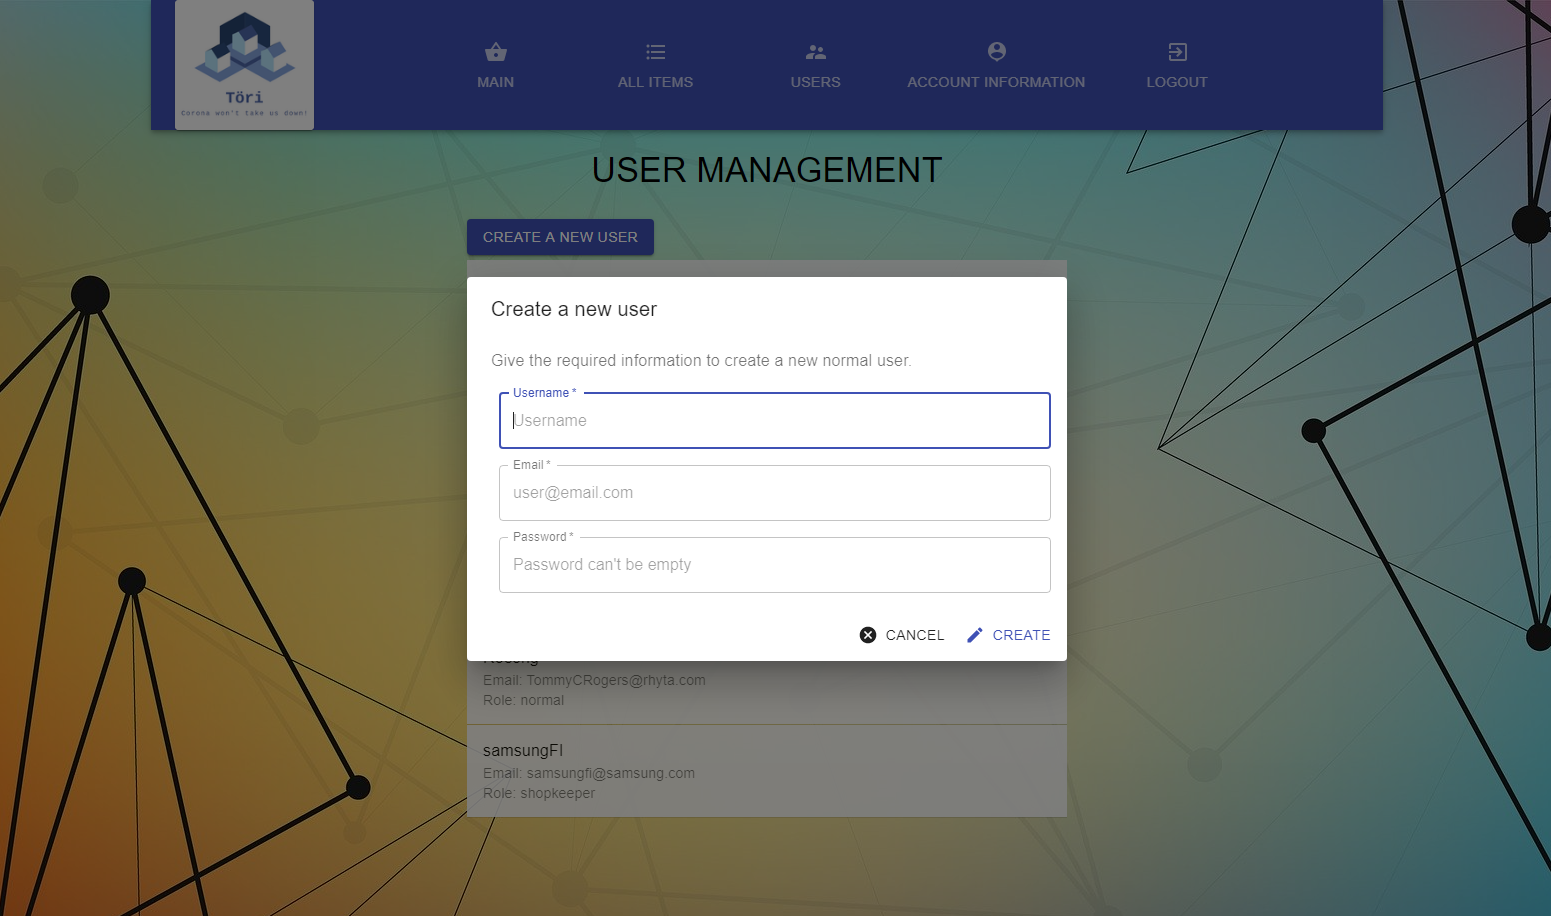 Töri
Corona won't take us down!
MAIN
ALL ITEMS
USERS
ACCOUNT INFORMATION
LOGOUT
USER MANAGEMENT
CREATE A NEW USER
Create a new user
Give the required information to create a new normal user.
Username *
Username
Email *
user@email.com
Password *
Password can't be empty
CANCEL
CREATE
Email: TommyCRogers@rhyta.com
Role: normal
samsungFI
Email: samsungfi@samsung.com
Role: shopkeeper